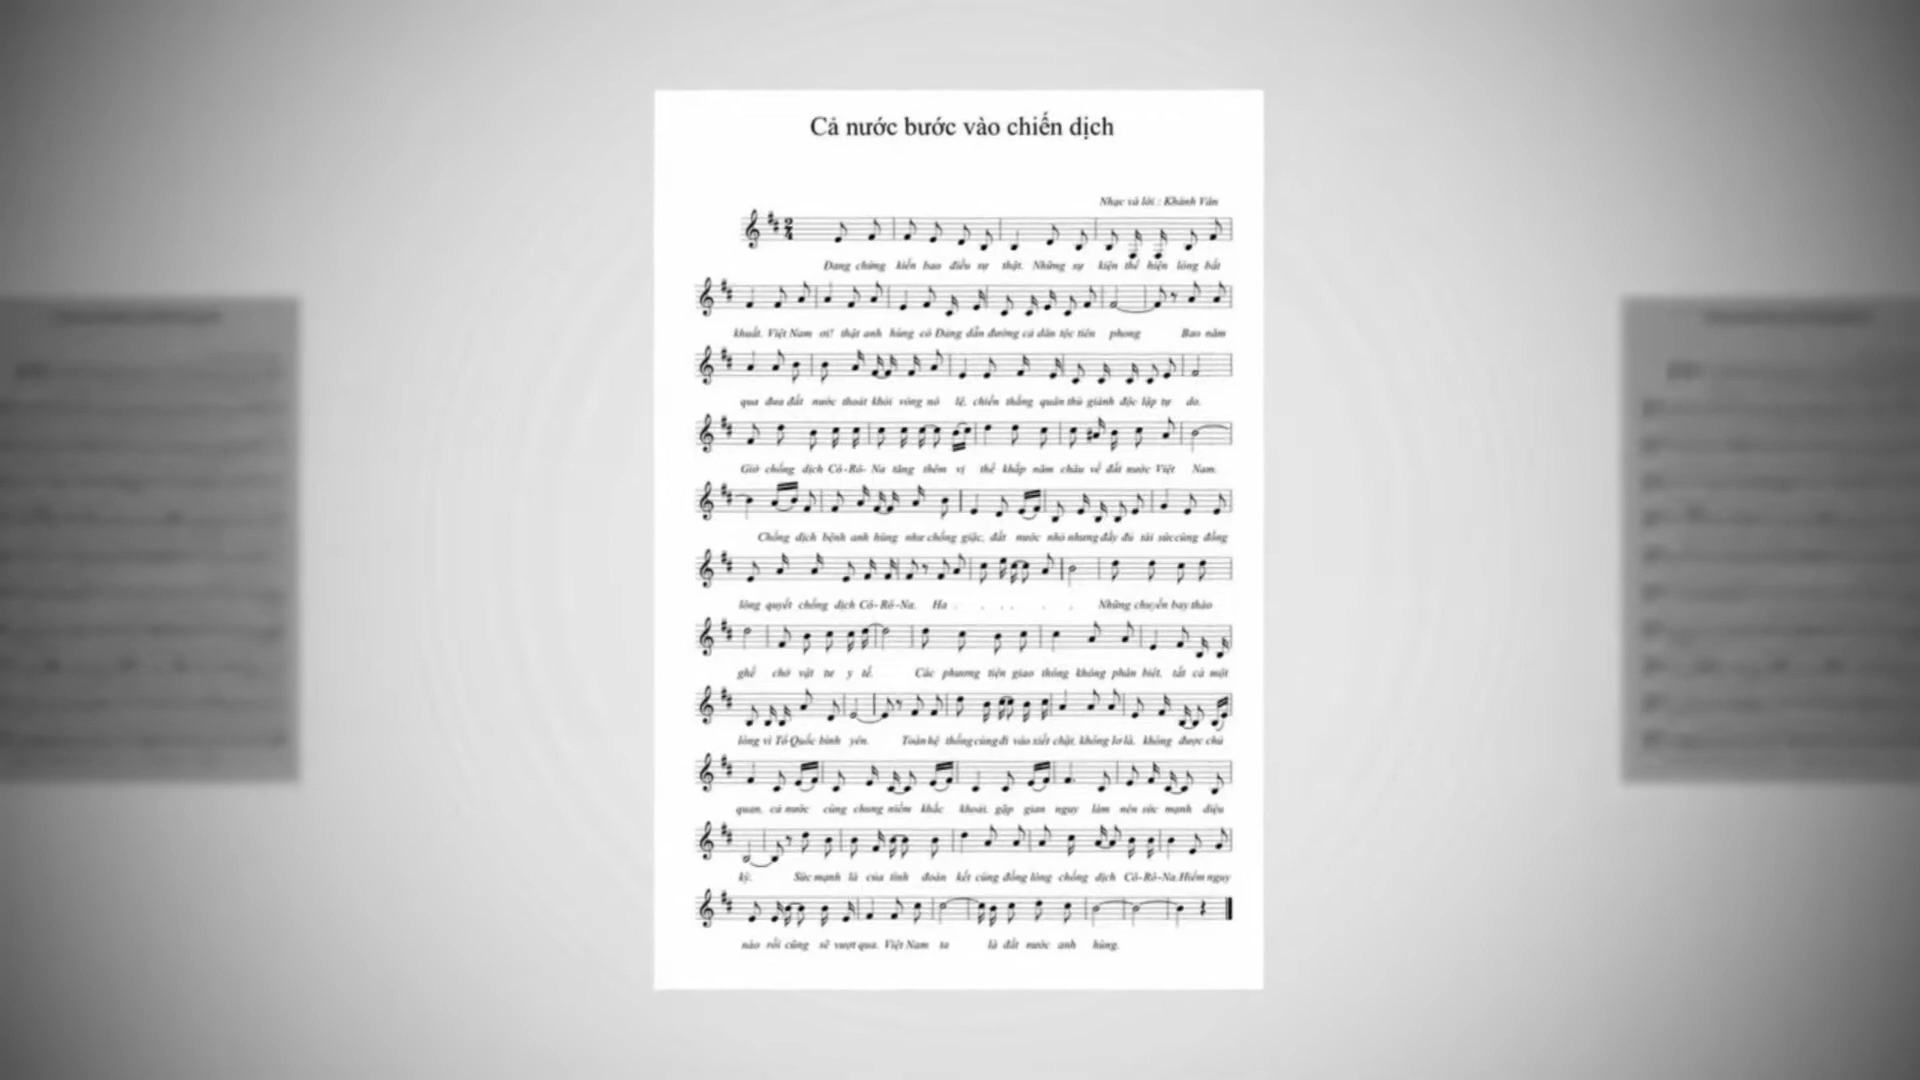 Cả nước bước vào chiến dịch
Nhạc và lời : Khánh Vân
2
4
Đang chứng kiến bao điều sự thật. Những sự kiện thể hiện lòng bất
khuất. Việt Nam ơi! thật anh hùng có Đảng dẫn đường cả dân tộc tiên phong Bao năm
qua đưa đất nước thoát khỏi vòng nô lệ, chiến thắng quân thù giành độc lập tự do.
Giờ chống dịch Cô-Rô-Na tăng thêm vị thế khắp năm châu về đất nước Việt Nam.
Chống dịch bệnh anh hùng như chống giặc, đất nước nhỏ nhưng đầy đủ tài sức cùng đồng
lòng quyết chống dịch Cô-Rô-Na. Ha . . . . . Những chuyến bay tháo
ghế chở vật tư y tế. Các phương tiện giao thông không phân biệt, tất cả một
lòng vì Tổ Quốc bình yên. Toàn hệ thống cùng đi vào xiết chặt, không lơ là, không được chủ
quan, cả nước cùng chung niềm khắc khoải, gặp gian nguy làm nên sức mạnh diệu
kỳ. Sức mạnh là của tình đoàn kết cùng đồng lòng chống dịch Cô-Rô-Na. Hiểm nguy
nào rồi cũng sẽ vượt qua. Việt Nam ta là đất nước anh hùng.